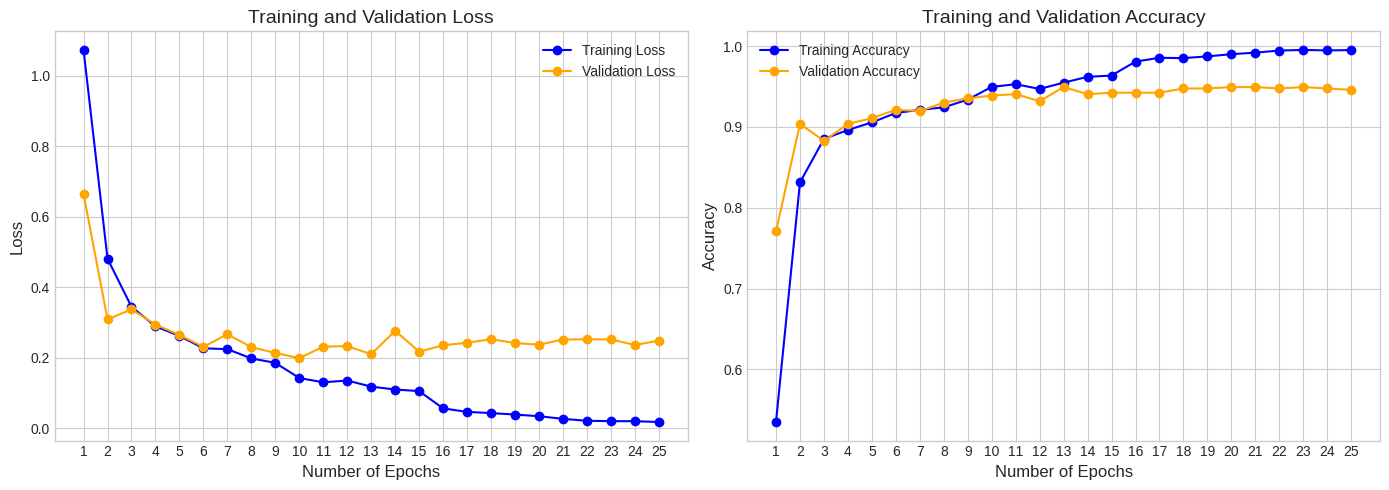 Training and Validation Loss
Training Loss
Validation Loss
Loss
1.0
0.8
0.6
0.4
0.2
0.0
1 2 3 4 5 6 7 8 9 10 11 12 13 14 15 16 17 18 19 20 21 22 23 24 25
Number of Epochs
Training and Validation Accuracy
Training Accuracy
Validation Accuracy
Accuracy
1.0
0.9
0.8
0.7
0.6
1 2 3 4 5 6 7 8 9 10 11 12 13 14 15 16 17 18 19 20 21 22 23 24 25
Number of Epochs